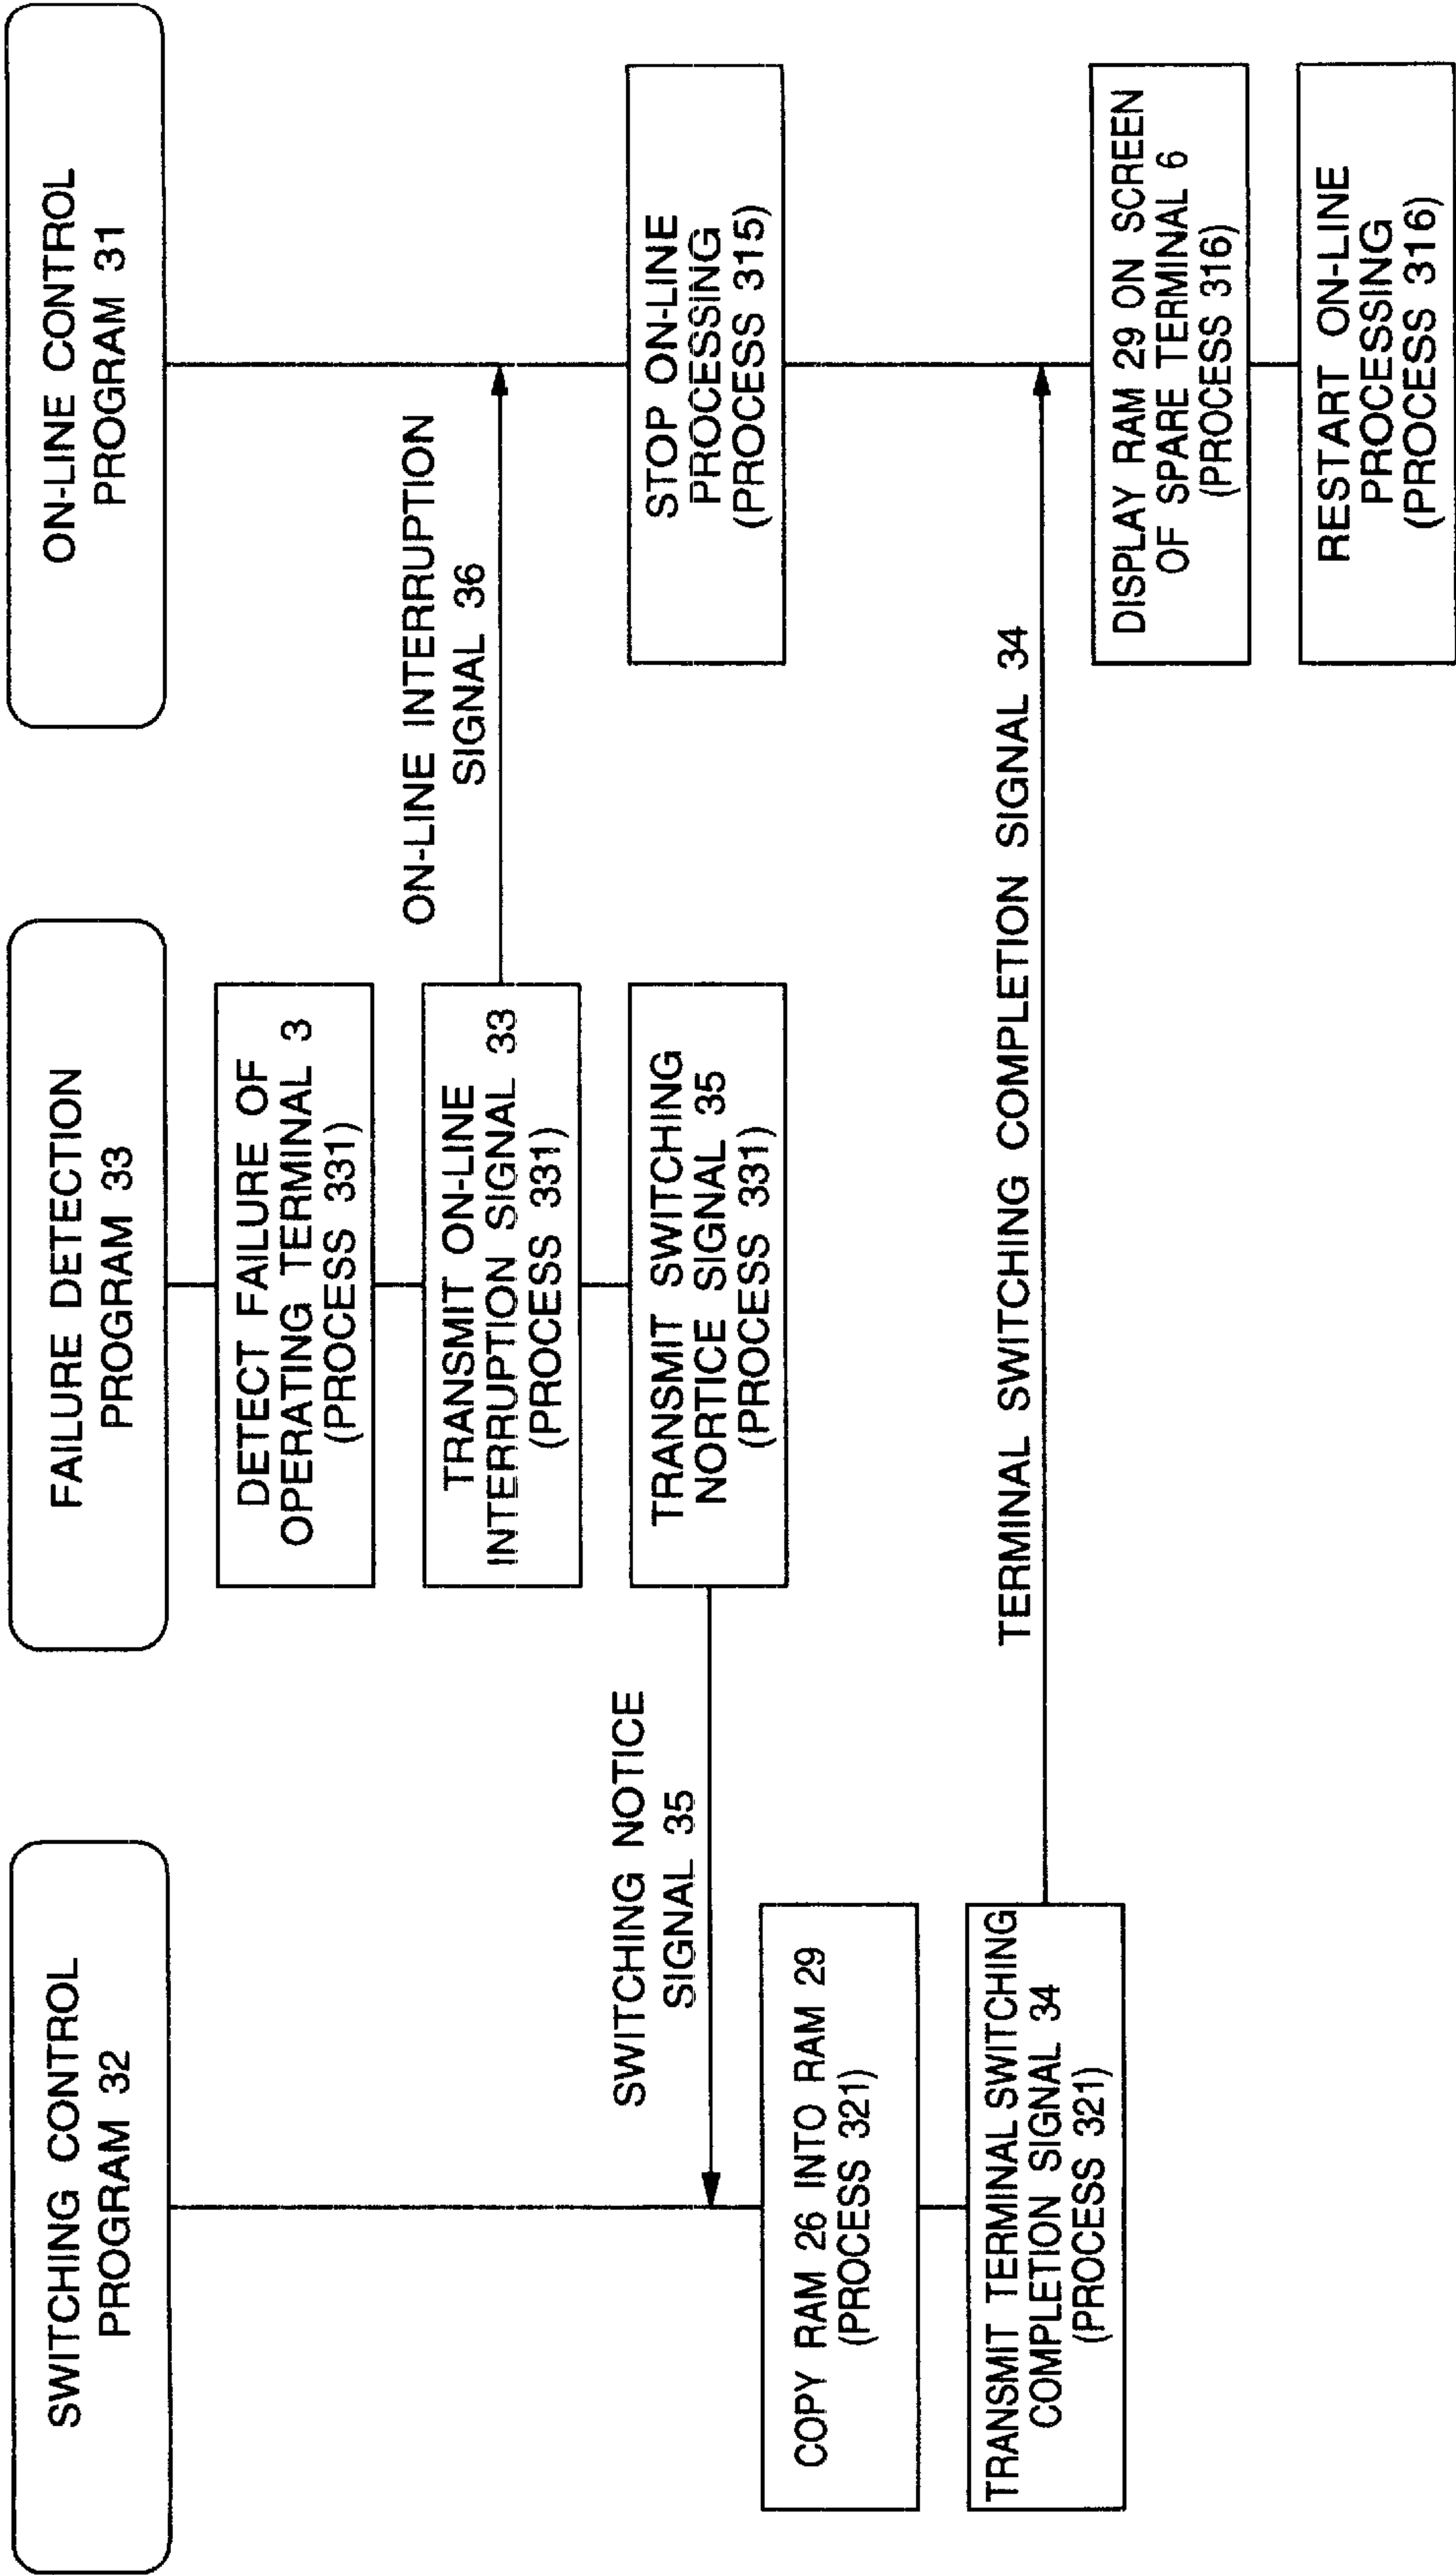 SWITCHING CONTROL
PROGRAM 32
FAILURE DETECTION
PROGRAM 33
ON-LINE CONTROL
PROGRAM 31
DETECT FAILURE OF
OPERATING TERMINAL 3
(PROCESS 331)
TRANSMIT ON-LINE
INTERRUPTION SIGNAL 33
(PROCESS 331)
ON-LINE INTERRUPTION
SIGNAL 36
TRANSMIT SWITCHING
NORTICE SIGNAL 35
(PROCESS 331)
SWITCHING NOTICE
SIGNAL 35
STOP ON-LINE
PROCESSING
(PROCESS 315)
COPY RAM 26 INTO RAM 29
(PROCESS 321)
TRANSMIT TERMINAL SWITCHING
COMPLETION SIGNAL 34
(PROCESS 321)
TERMINAL SWITCHING COMPLETION SIGNAL 34
DISPLAY RAM 29 ON SCREEN
OF SPARE TERMINAL 6
(PROCESS 316)
RESTART ON-LINE
PROCESSING
(PROCESS 316)